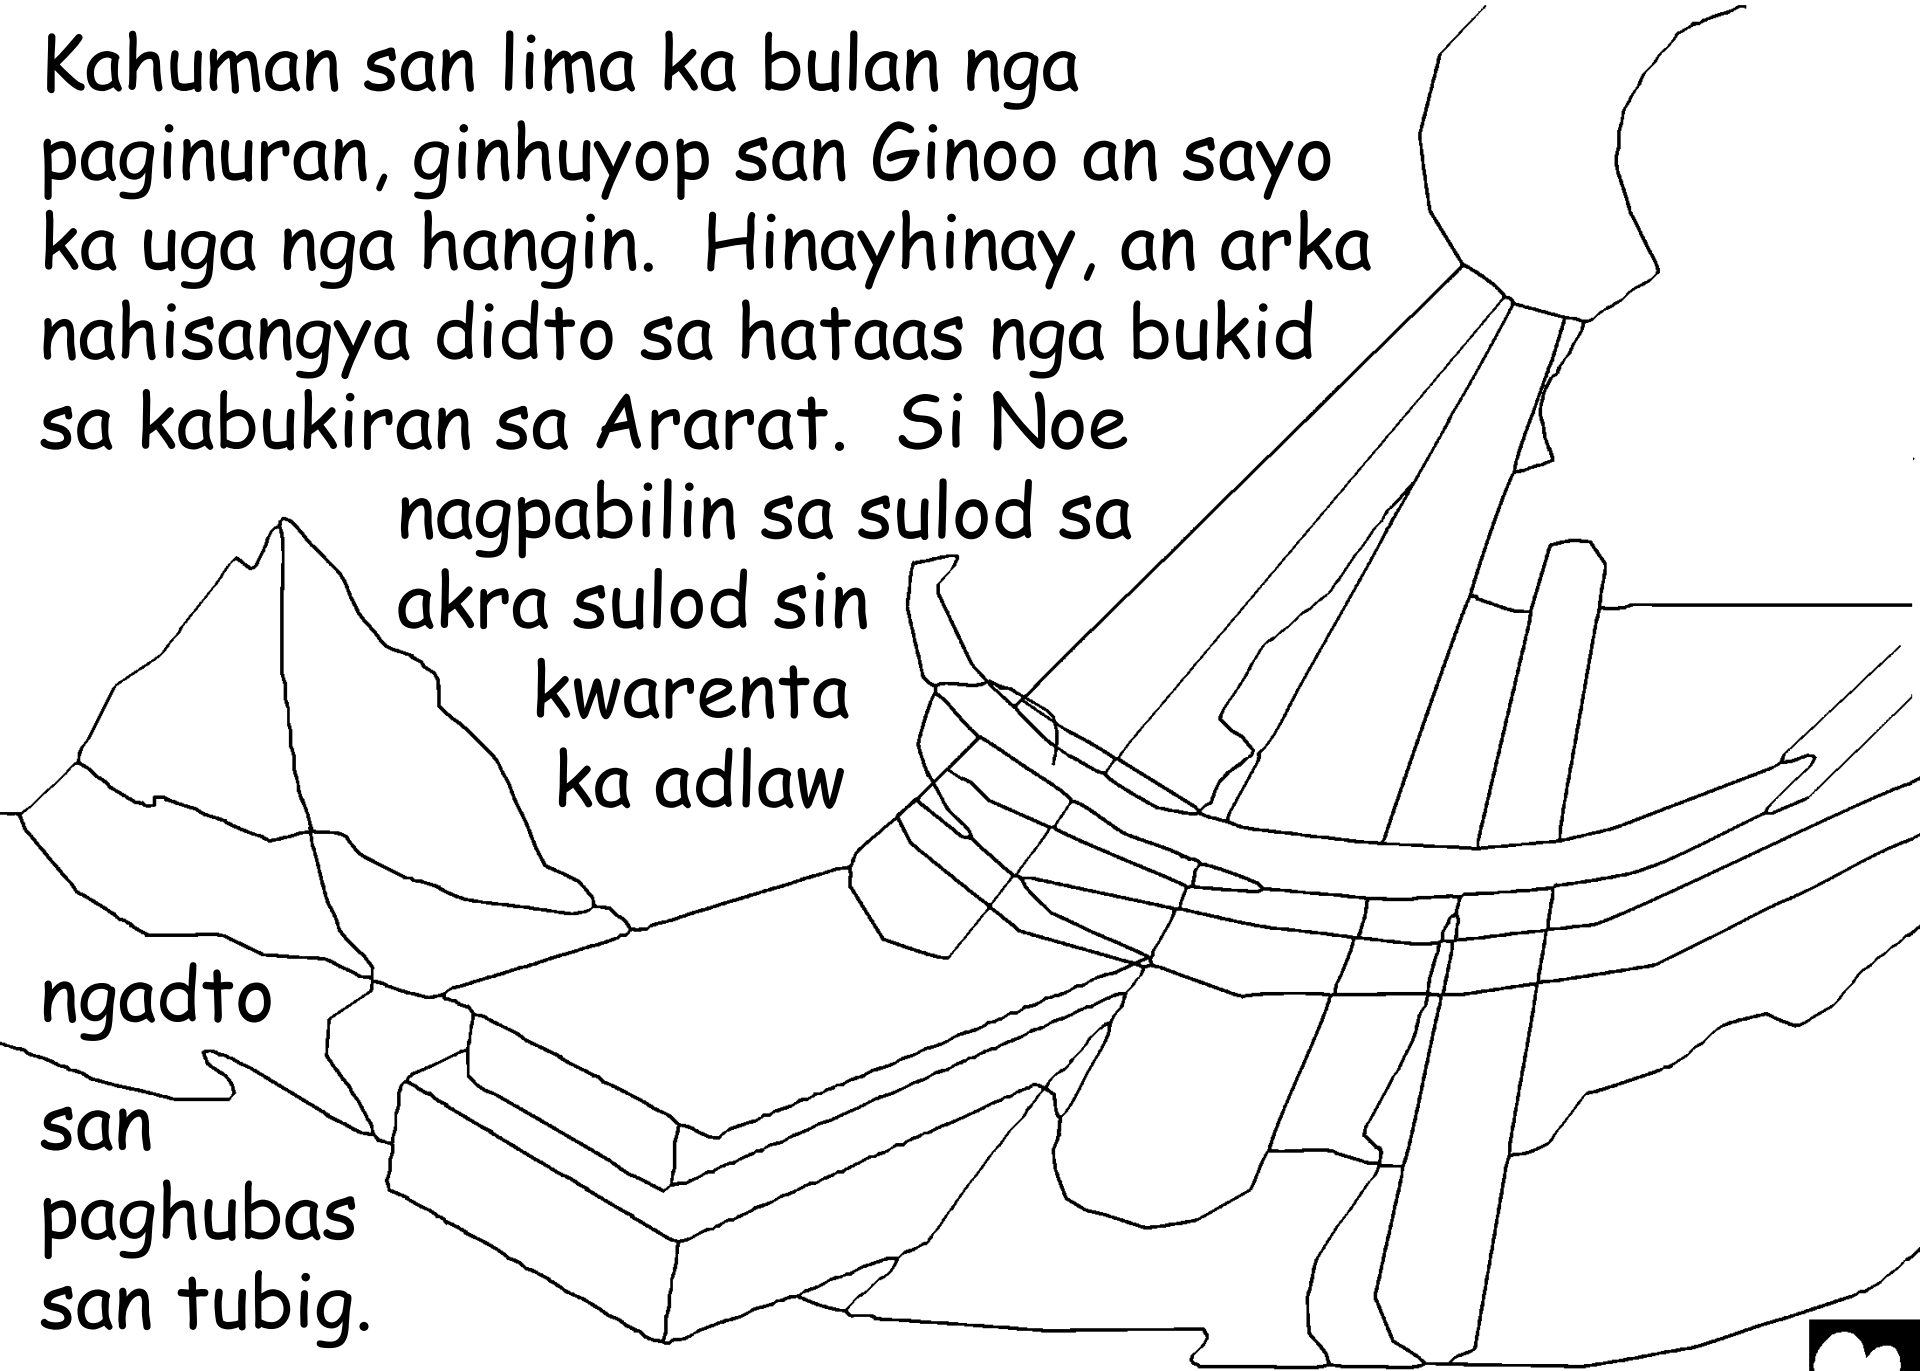 Kahuman san lima ka bulan nga
paginuran, ginhuyop san Ginoo an sayo
ka uga nga hangin.  Hinayhinay, an arka
nahisangya didto sa hataas nga bukid
sa kabukiran sa Ararat.  Si Noe
nagpabilin sa sulod sa
akra sulod sin
kwarenta
ka adlaw
ngadto
san
paghubas
san tubig.